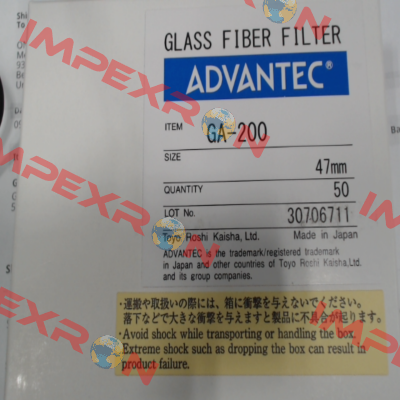 GLASS FIBER FILTER
ADVANTEC®
ITEM GA-200
SIZE 47mm
QUANTITY 50
LOT No. 30706711
Toyo Roshi Kaisha, Ltd. Made in Japan
ADVANTEC is the trademark/registered trademark
in Japan and other countries of Toyo Roshi Kaisha, Ltd.
and its group companies.
・運搬や取扱いの際には、箱に衝撃を与えないでください。
落下などで大きな衝撃を与えますと製品に不具合が起ります。
・Avoid shock while transporting or handling the box.
Extreme shock such as dropping the box can result in
product failure.
IMPEXRON